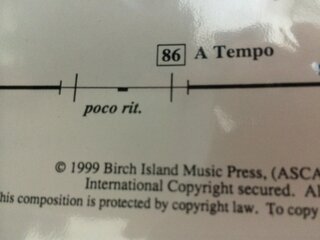 86 A Tempo
poco rit.
© 1999 Birch Island Music Press, (ASCA
International Copyright secured. Al
his composition is protected by copyright law. To copy